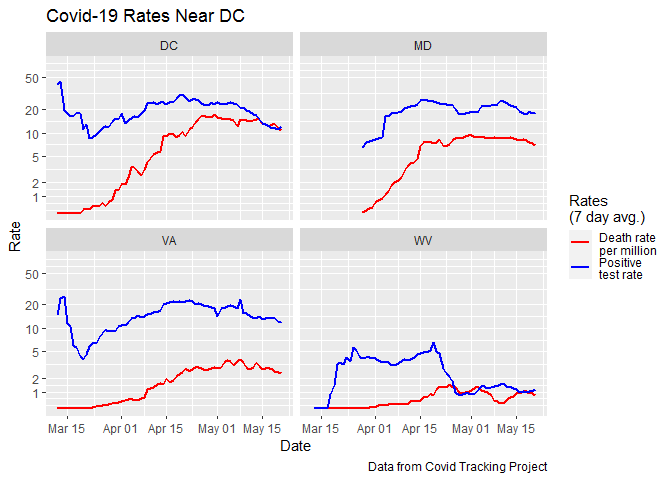 Covid-19 Rates Near DC
DC
MD
50
20
10
5
2
1
VA
WV
50
20
10
5
2
1
Rate
Mar 15
Apr 01
Apr 15
May 01
May 15
Mar 15
Apr 01
Apr 15
May 01
May 15
Date
Rates
(7 day avg.)
Death rate
per million
Positive
test rate
Data from Covid Tracking Project